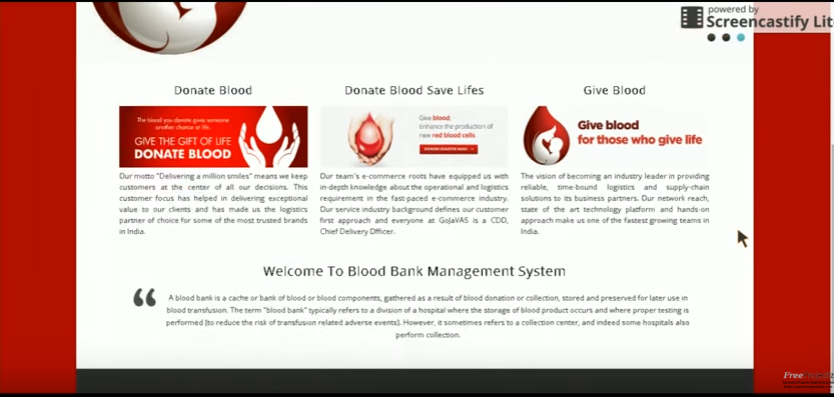 powered by
Screencastify Lit
Donate Blood
Donate Blood Save Lifes
Give Blood
The blood you donate gives someone
another chance at life.
GIVE THE GIFT OF LIFE
DONATE BLOOD
Give blood,
Enhance the production of
new red blood cells
Give blood
for those who give life
Our motto "Delivering a million smiles" means we keep
customers at the center of all our decisions. This
customer focus has helped in delivering exceptional
value to our clients and has made us the logistics
partner of choice for some of the most trusted brands
in India.
Our team's e-commerce roots have equipped us with
in-depth knowledge about the operational and logistics
requirement in the fast-paced e-commerce industry.
Our service industry background defines our customer
first approach and everyone at GoJaVAS is a CDO,
Chief Delivery Officer.
The vision of becoming an industry leader in providing
reliable, time-bound logistics and supply-chain
solutions to its business partners. Our network reach,
state of the art technology platform and hands-on
approach make us one of the fastest growing teams in
India.
Welcome To Blood Bank Management System
“ A blood bank is a cache or bank of blood or blood components, gathered as a result of blood donation or collection, stored and preserved for later use in
blood transfusion. The term "blood bank" typically refers to a division of a hospital where the storage of blood product occurs and where proper testing is
performed [to reduce the risk of transfusion related adverse events]. However, it sometimes refers to a collection center, and indeed some hospitals also
perform collection.
Free